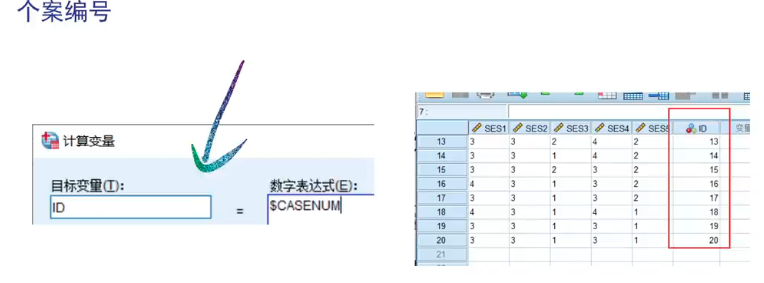 个案编号
计算变量
目标变量(T):
数字表达式(E):
ID
=
$CASENUM
7 :
SES1 SES2 SES3 SES4 SES5 ID
13 3 3 2 4 2 13
14 3 3 1 4 2 14
15 3 3 2 3 2 15
16 4 3 1 3 2 16
17 3 3 1 3 2 17
18 4 3 1 4 1 18
19 3 3 1 3 1 19
20 3 3 1 3 1 20
21